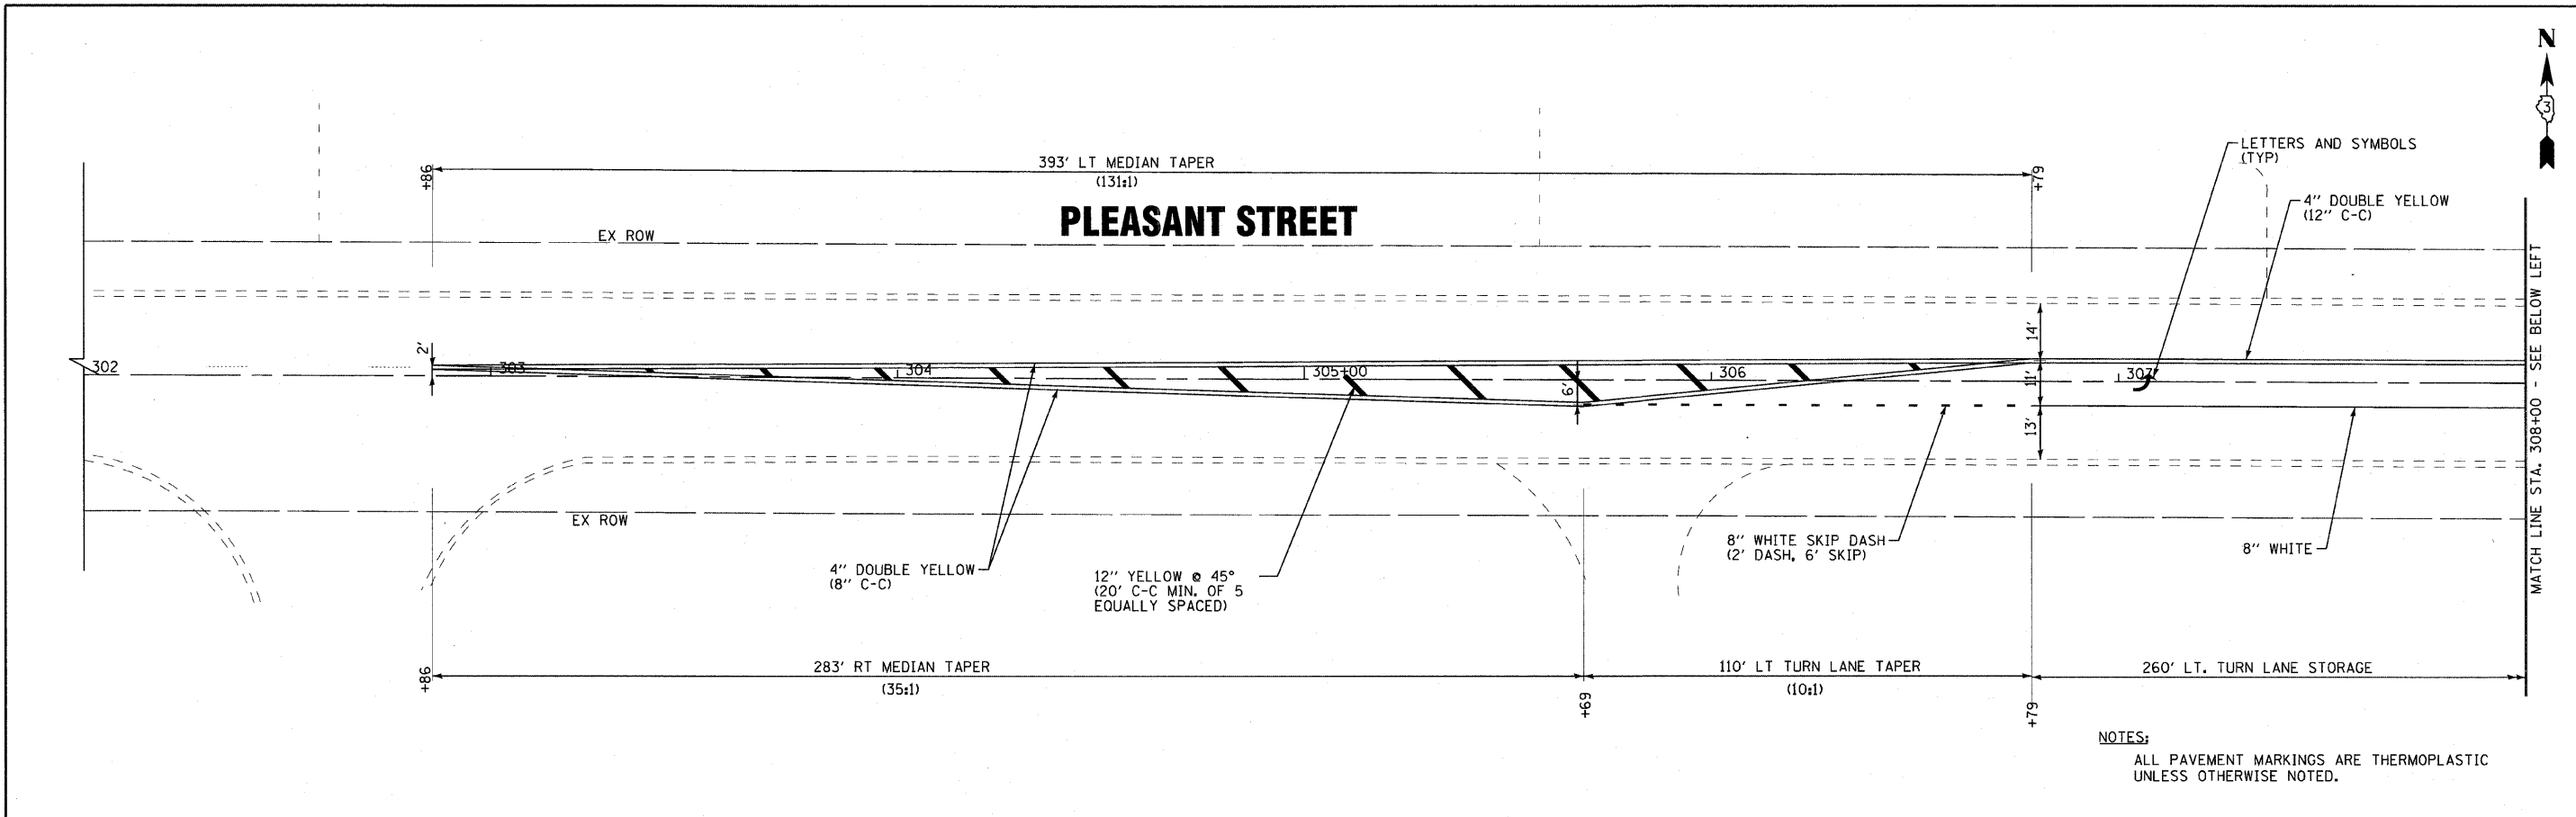 N
3
LETTERS AND SYMBOLS
(TYP)
393' LT MEDIAN TAPER
(131:1)
+86
+79
4" DOUBLE YELLOW
(12" C-C)
PLEASANT STREET
EX ROW
MATCH LINE STA. 308+00 - SEE BELOW LEFT
14'
2'
302
303
304
305+00
306
307
11'
6'
13'
EX ROW
4" DOUBLE YELLOW
(8" C-C)
12" YELLOW @ 45°
(20' C-C MIN. OF 5
EQUALLY SPACED)
8" WHITE SKIP DASH
(2' DASH, 6' SKIP)
8" WHITE
283' RT MEDIAN TAPER
(35:1)
110' LT TURN LANE TAPER
(10:1)
260' LT. TURN LANE STORAGE
+86
+69
+79
NOTES:
ALL PAVEMENT MARKINGS ARE THERMOPLASTIC
UNLESS OTHERWISE NOTED.